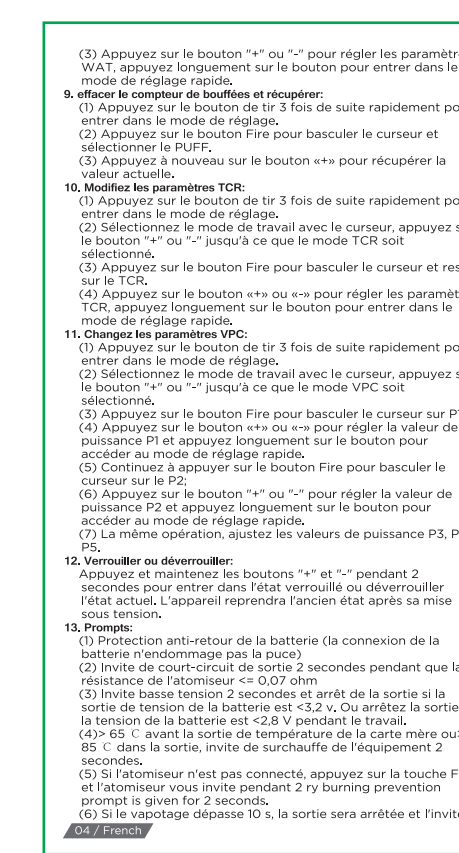 (3) Appuyez sur le bouton "+" ou "-" pour régler les
WAT, appuyez longuement sur le bouton pour entrer dans le
mode de réglage rapide.
9. effacer le compteur de bouffées et récupérer:
(1) Appuyez sur le bouton de tir 3 fois de suite rapidement
entrer dans le mode de réglage.
(2) Appuyez sur le bouton Fire pour basculer le curseur et
sélectionner le PUFF.
(3) Appuyez à nouveau sur le bouton «+» pour récupérer la
valeur actuelle.
10. Modifiez les paramètres TCR:
(1) Appuyez sur le bouton de tir 3 fois de suite rapidement
entrer dans le mode de réglage.
(2) Sélectionnez le mode de travail avec le curseur, appuyez
le bouton "+" ou "-" jusqu'à ce que le mode TCR soit
sélectionné.
(3) Appuyez sur le bouton Fire pour basculer le curseur et
sur le TCR.
(4) Appuyez sur le bouton «+» ou «-» pour régler les
TCR, appuyez longuement sur le bouton pour entrer dans le
mode de réglage rapide.
11. Changez les paramètres VPC:
(1) Appuyez sur le bouton de tir 3 fois de suite rapidement
entrer dans le mode de réglage.
(2) Sélectionnez le mode de travail avec le curseur, appuyez
le bouton "+" ou "-" jusqu'à ce que le mode VPC soit
sélectionné.
(3) Appuyez sur le bouton Fire pour basculer le curseur sur
(4) Appuyez sur le bouton «+» ou «-» pour régler la valeur de
puissance P1 et appuyez longuement sur le bouton pour
accéder au mode de réglage rapide.
(5) Continuez à appuyer sur le bouton Fire pour basculer le
curseur sur le P2;
(6) Appuyez sur le bouton "+" ou "-" pour régler la valeur de
puissance P2 et appuyez longuement sur le bouton pour
accéder au mode de réglage rapide.
(7) La même opération, ajustez les valeurs de puissance P3,
P5.
12. Verrouiller ou déverrouiller:
Appuyez et maintenez les boutons "+" et "-" pendant 2
secondes pour entrer dans l'état verrouillé ou déverrouiller
l'état actuel. L'appareil reprendra l'ancien état après sa mise
sous tension.
13. Prompts:
(1) Protection anti-retour de la batterie (la connexion de la
batterie n'endommage pas la puce)
(2) Invite de court-circuit de sortie 2 secondes pendant que
résistance de l'atomiseur <= 0,07 ohm
(3) Invite basse tension 2 secondes et arrêt de la sortie si la
sortie de tension de la batterie est <3,2 v. Ou arrêtez la sortie
la tension de la batterie est <2,8 V pendant le travail.
(4)> 65 ℃ avant la sortie de température de la carte mère ou>
85 ℃ dans la sortie, invite de surchauffe de l'équipement 2
secondes.
(5) Si l'atomiseur n'est pas connecté, appuyez sur la touche
et l'atomiseur vous invite pendant 2 ry burning prevention
prompt is given for 2 seconds.
(6) Si le vapotage dépasse 10 s, la sortie sera arrêtée et
04 / French